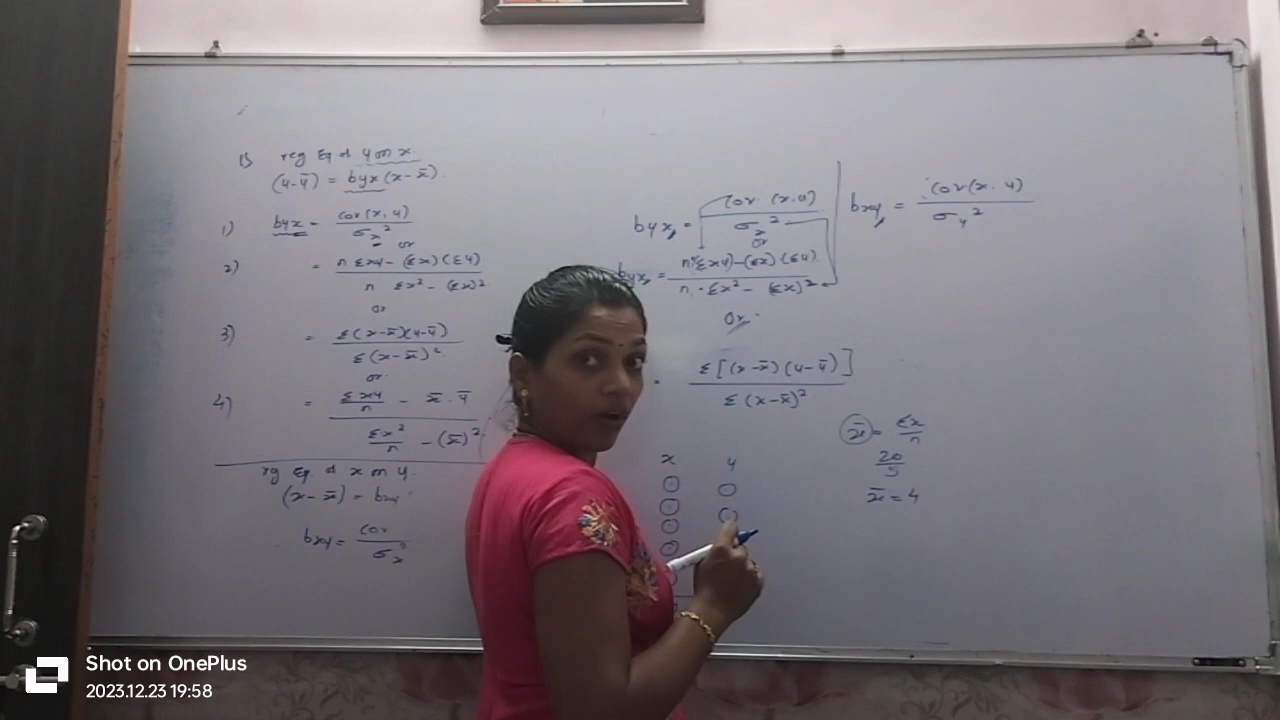 1) reg Eq of y on x.
(y-ȳ) = byx (x-x̄).
1) byx = cov(x, y) / σx²
or
2) = n Σxy - (Σx)(Σy) / n Σx² - (Σx)²
or
3) = Σ(x-x̄)(y-ȳ) / Σ(x-x̄)²
or
4) = Σxy/n - x̄ . ȳ / Σx²/n - (x̄)²
rg Eq of x on y.
(x-x̄) = bxy
bxy = cov / σx²
byx = cov (x, y) / σx²
or
byx = n(Σxy) - (Σx)(Σy) / n . Σx² - (Σx)²
or
= Σ[(x-x̄)(y-ȳ)] / Σ(x-x̄)²
x y
bxy = cov(x, y) / σy²
x̄ = Σx / n
20 / 5
x̄ = 4
Shot on OnePlus
2023.12.23 19:58